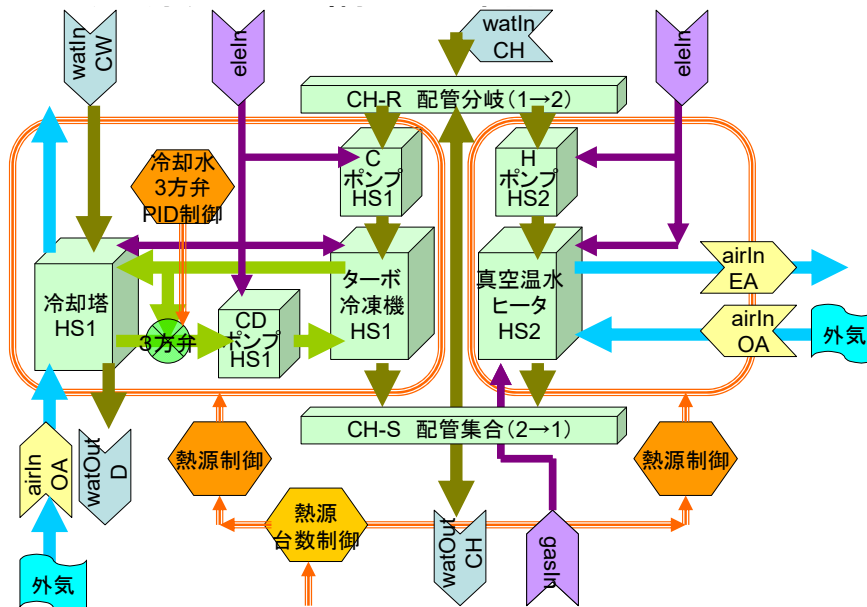 watIn
CW
eleIn
watIn
CH
eleIn
CH-R 配管分岐(1→2)
冷却水
3方弁
PID制御
C
ポンプ
HS1
H
ポンプ
HS2
冷却塔
HS1
3方弁
CD
ポンプ
HS1
ターボ
冷凍機
HS1
真空温水
ヒータ
HS2
airIn
EA
airIn
OA
外気
CH-S 配管集合(2→1)
airIn
OA
watOut
D
熱源制御
熱源
台数制御
watOut
CH
gasIn
熱源制御
外気